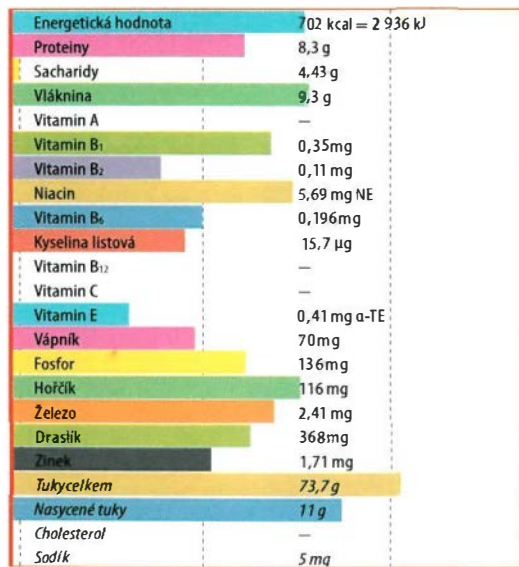 Energetická hodnota 702 kcal = 2 936 kJ
Proteiny 8,3 g
Sacharidy 4,43 g
Vláknina 9,3 g
Vitamin A —
Vitamin B₁ 0,35mg
Vitamin B₂ 0,11 mg
Niacin 5,69 mg NE
Vitamin B₆ 0,196mg
Kyselina listová 15,7 µg
Vitamin B₁₂ —
Vitamin C —
Vitamin E 0,41 mg α-TE
Vápník 70mg
Fosfor 136mg
Hořčík 116 mg
Železo 2,41 mg
Draslík 368mg
Zinek 1,71 mg
Tukycelkem 73,7 g
Nasycené tuky 11 g
Cholesterol —
Sodík 5 mg